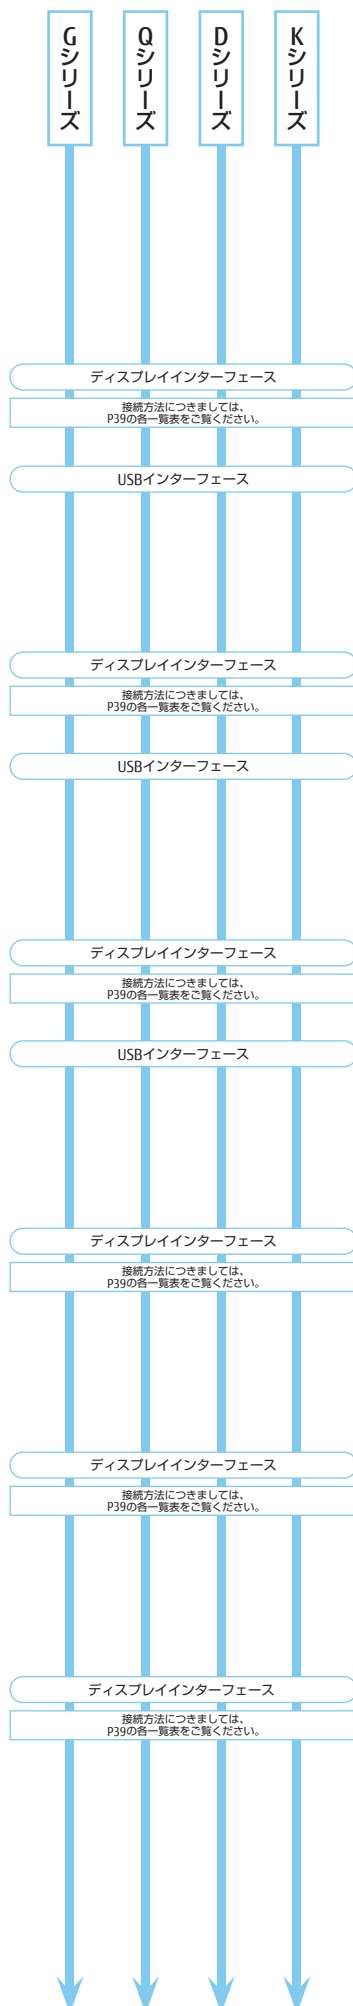 Gシリーズ
Qシリーズ
Dシリーズ
Kシリーズ
ディスプレイインターフェース
接続方法につきましては、
P39の各一覧表をご覧ください。
USBインターフェース
ディスプレイインターフェース
接続方法につきましては、
P39の各一覧表をご覧ください。
USBインターフェース
ディスプレイインターフェース
接続方法につきましては、
P39の各一覧表をご覧ください。
USBインターフェース
ディスプレイインターフェース
接続方法につきましては、
P39の各一覧表をご覧ください。
ディスプレイインターフェース
接続方法につきましては、
P39の各一覧表をご覧ください。
ディスプレイインターフェース
接続方法につきましては、
P39の各一覧表をご覧ください。